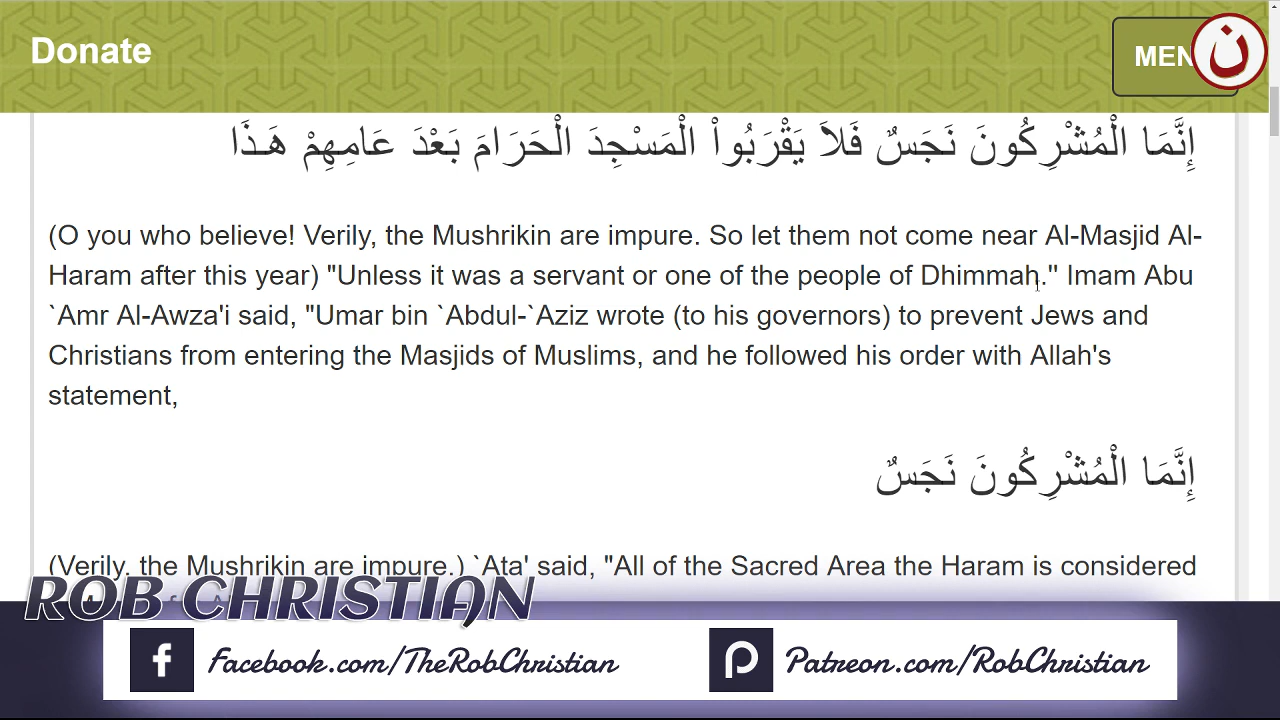 Donate
MEN
ن
إِنَّمَا الْمُشْرِكُونَ نَجَسٌ فَلاَ يَقْرَبُواْ الْمَسْجِدَ الْحَرَامَ بَعْدَ عَامِهِمْ هَـذَا
(O you who believe! Verily, the Mushrikin are impure. So let them not come near Al-Masjid Al-
Haram after this year) "Unless it was a servant or one of the people of Dhimmah." Imam Abu
`Amr Al-Awza'i said, "Umar bin `Abdul-`Aziz wrote (to his governors) to prevent Jews and
Christians from entering the Masjids of Muslims, and he followed his order with Allah's
statement,
إِنَّمَا الْمُشْرِكُونَ نَجَسٌ
(Verily, the Mushrikin are impure.) `Ata' said, "All of the Sacred Area the Haram is considered
ROB CHRISTIAN
Facebook.com/TheRobChristian
Patreon.com/RobChristian